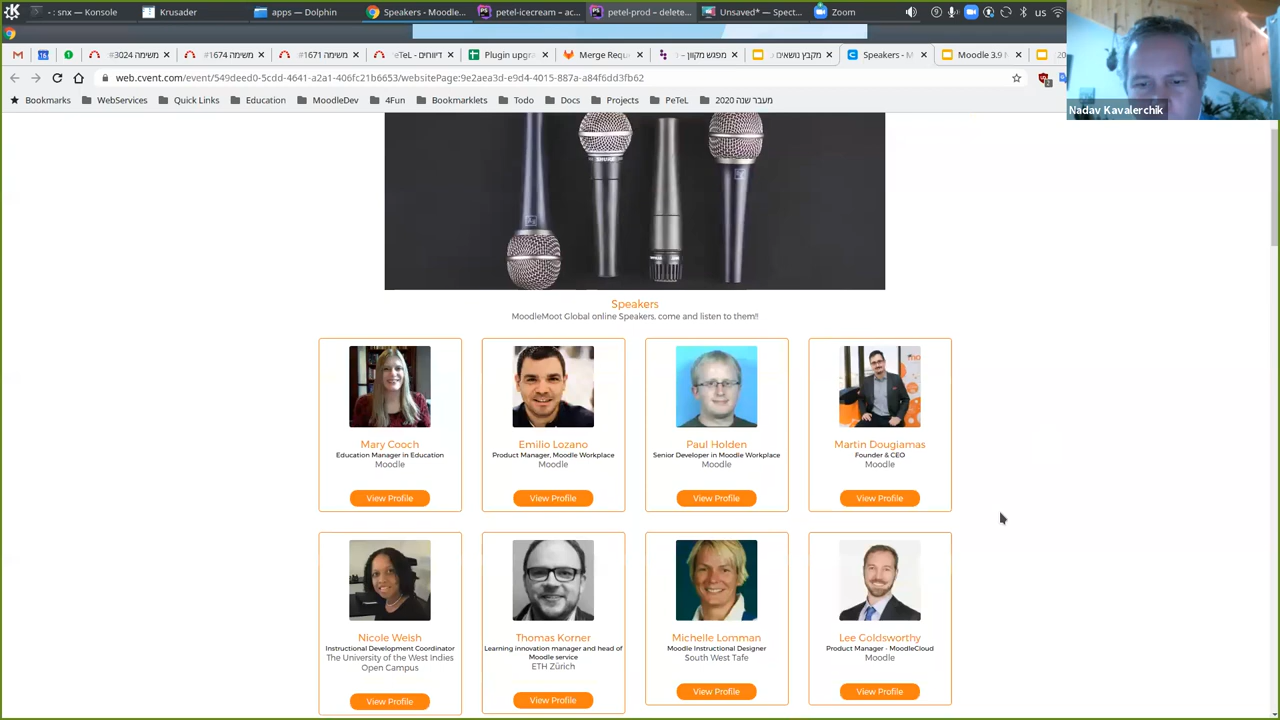 - : snx — Konsole
Krusader
apps — Dolphin
Speakers - Moodle...
petel-icecream – ac...
petel-prod – delete...
Unsaved* — Spect...
Zoom
us
משימה #3024
משימה #1674
משימה #1671
PeTeL — דיווחים
Plugin upgr
Merge Requ
מפגש מקוון –
מקבץ נושאים
Speakers - M
Moodle 3.9 M
web.cvent.com/event/549deed0-5cdd-4641-a2a1-406fc21b6653/websitePage:9e2aea3d-e9d4-4015-887a-a84f6dd3fb62
Bookmarks
WebServices
Quick Links
Education
MoodleDev
4Fun
Bookmarklets
Todo
Docs
Projects
PeTeL
מעבר שנה 2020
Nadav Kavalerchik
SHURE
Speakers
MoodleMoot Global online Speakers, come and listen to them!!
Mary Cooch
Education Manager in Education
Moodle
View Profile
Emilio Lozano
Product Manager, Moodle Workplace
Moodle
View Profile
Paul Holden
Senior Developer in Moodle Workplace
Moodle
View Profile
Martin Dougiamas
Founder & CEO
Moodle
View Profile
Nicole Welsh
Instructional Development Coordinator
The University of the West Indies
Open Campus
View Profile
Thomas Korner
Learning innovation manager and head of
Moodle service
ETH Zürich
View Profile
Michelle Lomman
Moodle Instructional Designer
South West Tafe
View Profile
Lee Goldsworthy
Product Manager - MoodleCloud
Moodle
View Profile